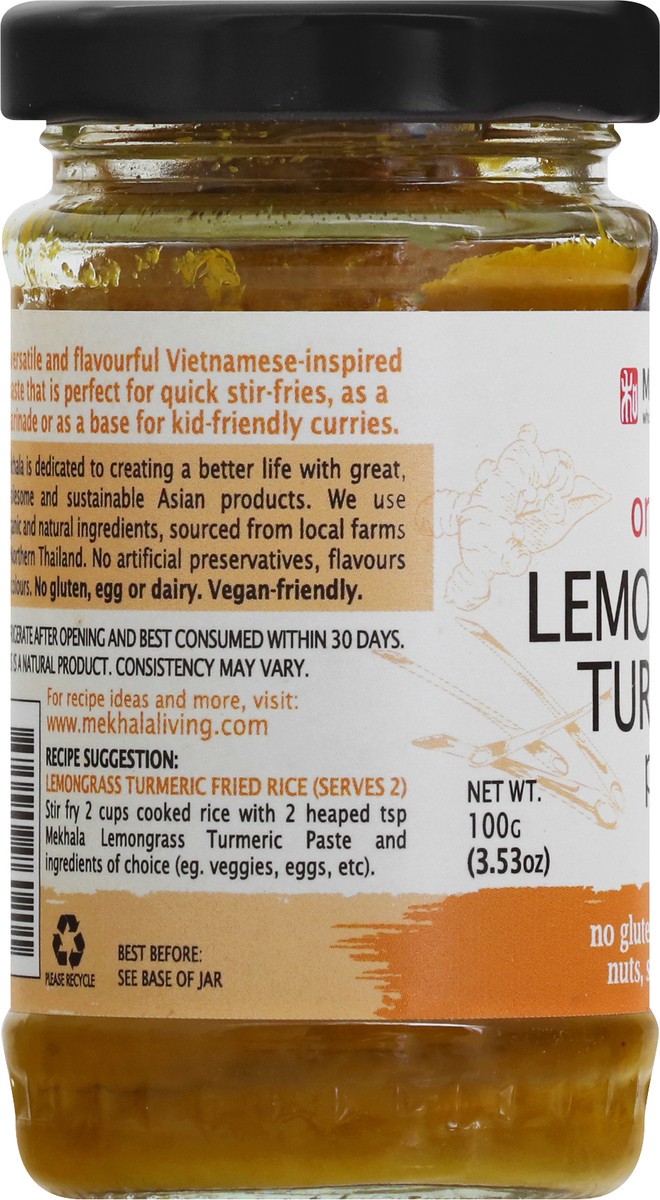 ersatile and flavourful Vietnamese-inspired
aste that is perfect for quick stir-fries, as a
arinade or as a base for kid-friendly curries.
khala is dedicated to creating a better life with great,
lesome and sustainable Asian products. We use
anic and natural ingredients, sourced from local farms
orthern Thailand. No artificial preservatives, flavours
olours. No gluten, egg or dairy. Vegan-friendly.
IGERATE AFTER OPENING AND BEST CONSUMED WITHIN 30 DAYS.
S A NATURAL PRODUCT. CONSISTENCY MAY VARY.
For recipe ideas and more, visit:
www.mekhalaliving.com
RECIPE SUGGESTION:
LEMONGRASS TURMERIC FRIED RICE (SERVES 2)
Stir fry 2 cups cooked rice with 2 heaped tsp
Mekhala Lemongrass Turmeric Paste and
ingredients of choice (eg. veggies, eggs, etc).
PLEASE RECYCLE
BEST BEFORE:
SEE BASE OF JAR
M
or
LEMO
TUR
p
NET WT.
100G
(3.53oz)
no glute
nuts, s